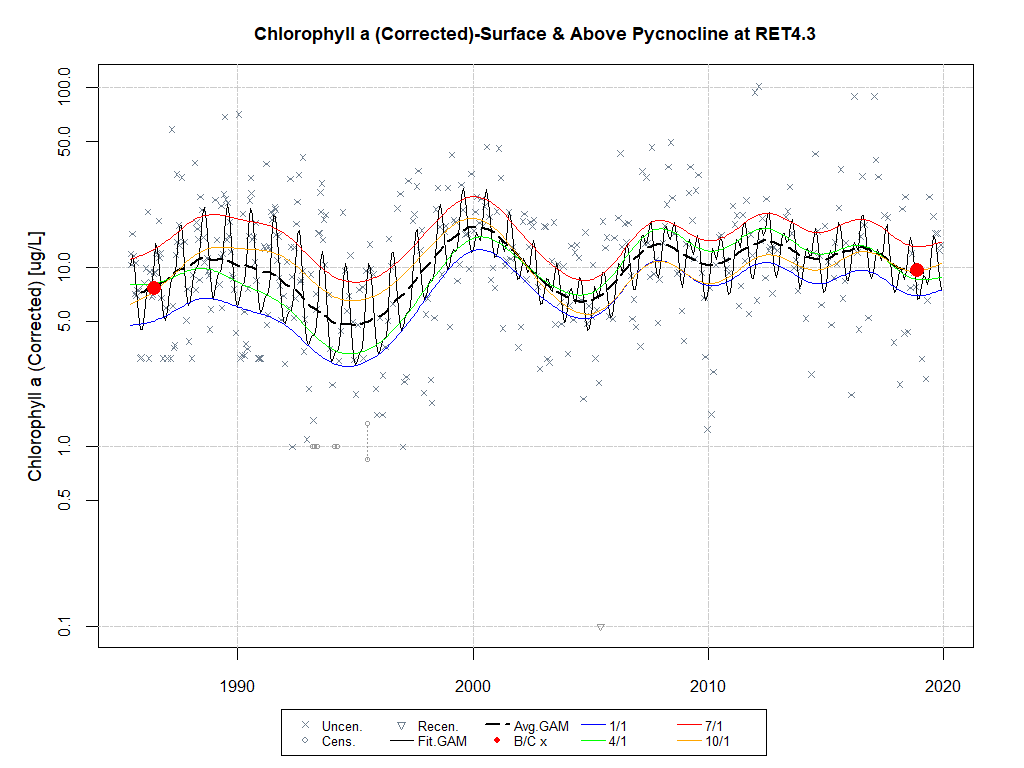 Chlorophyll a (Corrected)-Surface & Above Pycnocline at RET4.3
Chlorophyll a (Corrected) [ug/L]
100.0
50.0
10.0
5.0
1.0
0.5
0.1
1990 2000 2010 2020
Uncen. Recen. Avg.GAM 1/1 7/1
Cens. Fit.GAM B/C x 4/1 10/1